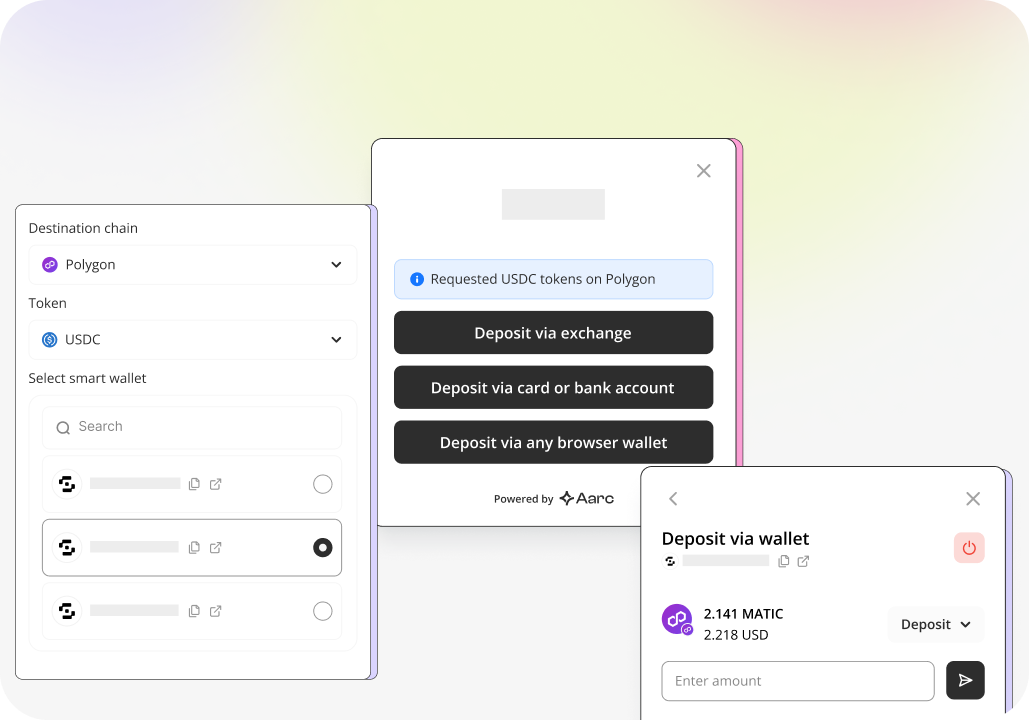 Destination chain
Polygon
Token
USDC
Select smart wallet
Search
Requested USDC tokens on Polygon
Deposit via exchange
Deposit via card or bank account
Deposit via any browser wallet
Powered by Aarc
Deposit via wallet
2.141 MATIC
2.218 USD
Deposit
Enter amount